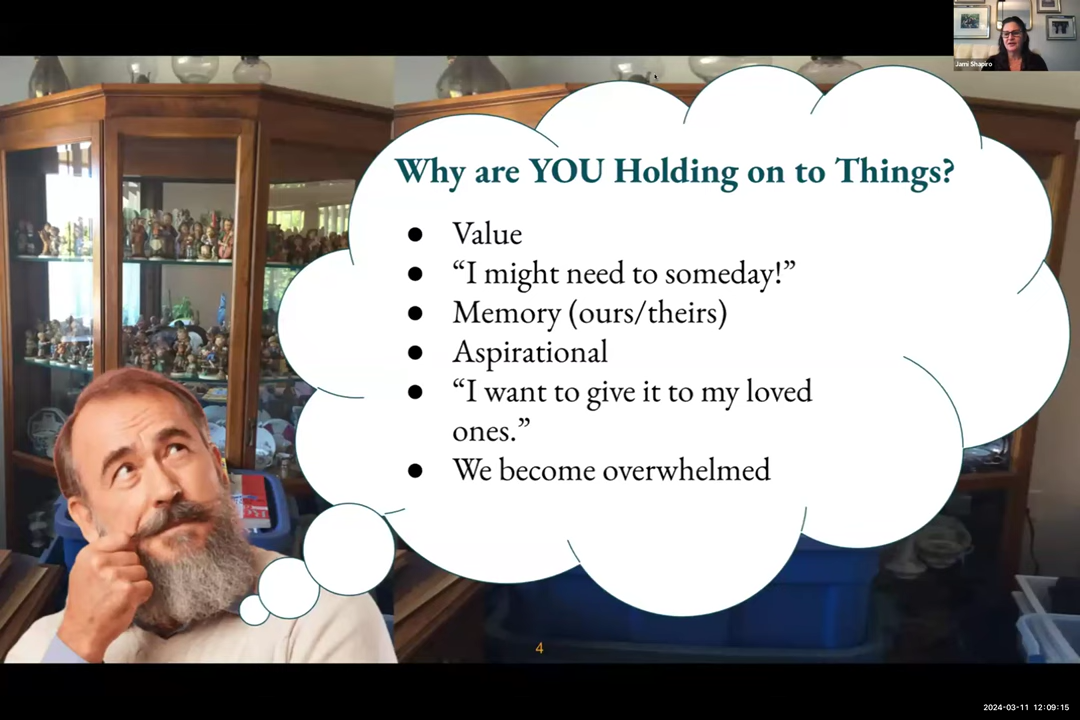 Jami Shapiro
Why are YOU Holding on to Things?
● Value
● “I might need to someday!”
● Memory (ours/theirs)
● Aspirational
● “I want to give it to my loved
ones.”
● We become overwhelmed
4
2024-03-11 12:09:15